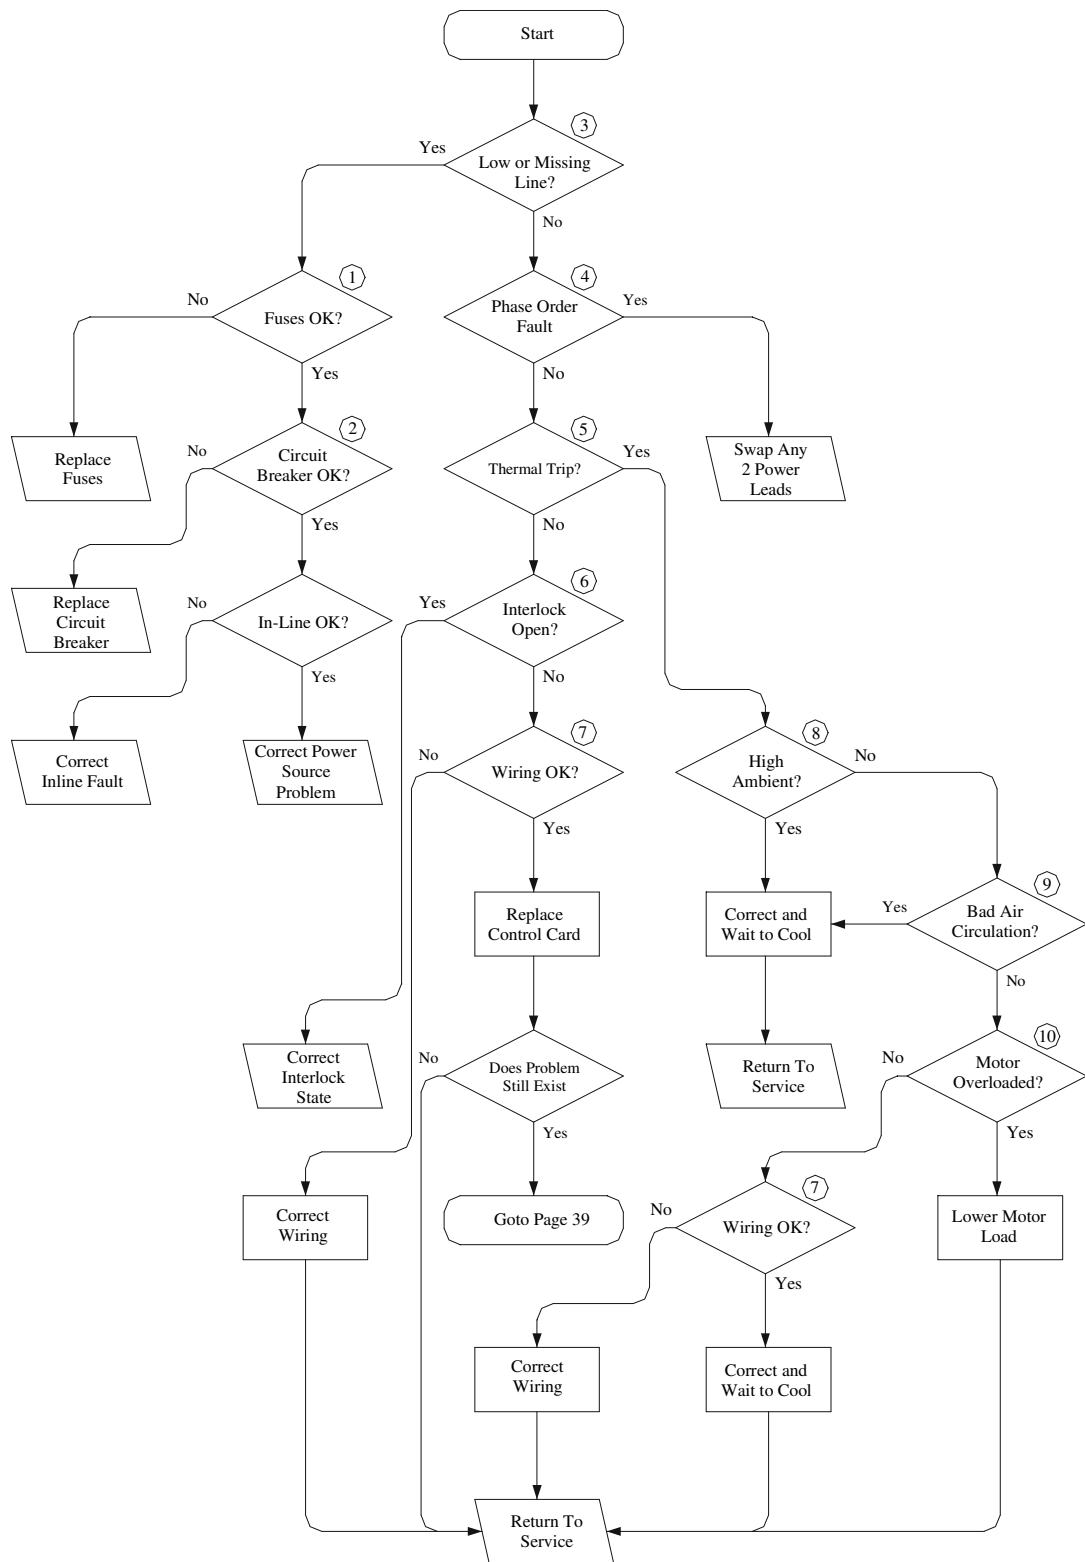 Start
3
Yes
Low or Missing
Line?
No
1
4
No
Fuses OK?
Phase Order
Fault
Yes
Yes
No
2
5
Replace
Fuses
No
Circuit
Breaker OK?
Thermal Trip?
Yes
Swap Any
2 Power
Leads
Yes
No
6
Replace
Circuit
Breaker
No
In-Line OK?
Yes
Interlock
Open?
Yes
No
7
8
Correct
Inline Fault
Correct Power
Source
Problem
No
Wiring OK?
High
Ambient?
No
Yes
Yes
9
Replace
Control Card
Correct and
Wait to Cool
Yes
Bad Air
Circulation?
No
10
Correct
Interlock
State
No
Does Problem
Still Exist
Return To
Service
No
Motor
Overloaded?
Yes
Yes
7
Correct
Wiring
Goto Page 39
No
Wiring OK?
Lower Motor
Load
Yes
Correct
Wiring
Correct and
Wait to Cool
Return To
Service